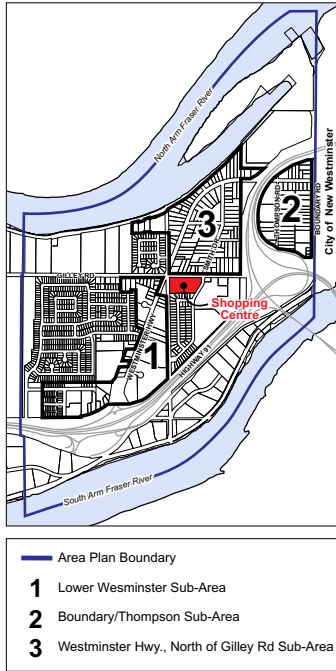 North Arm Fraser River
City of New Westminster
BOUNDARY RD
THOMPSON RD
2
3
SMITH DR
GILLEY RD
WESTMINSTER HWY
Shopping
Centre
1
HIGHWAY 91
South Arm Fraser River
Area Plan Boundary
1 Lower Wesminster Sub-Area
2 Boundary/Thompson Sub-Area
3 Westminster Hwy., North of Gilley Rd Sub-Area